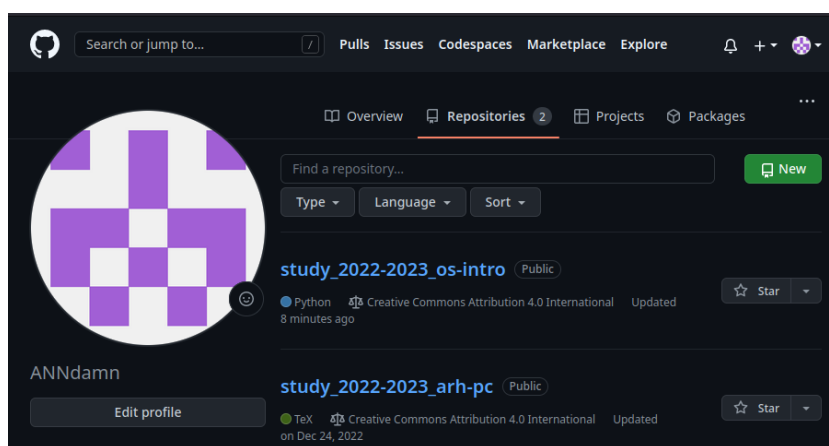 Search or jump to... / Pulls Issues Codespaces Marketplace Explore
Overview Repositories 2 Projects Packages
Find a repository... New
Type Language Sort
study_2022-2023_os-intro Public
Python Creative Commons Attribution 4.0 International Updated
8 minutes ago
Star
ANNdamn
study_2022-2023_arh-pc Public
Edit profile
TeX Creative Commons Attribution 4.0 International Updated
on Dec 24, 2022
Star